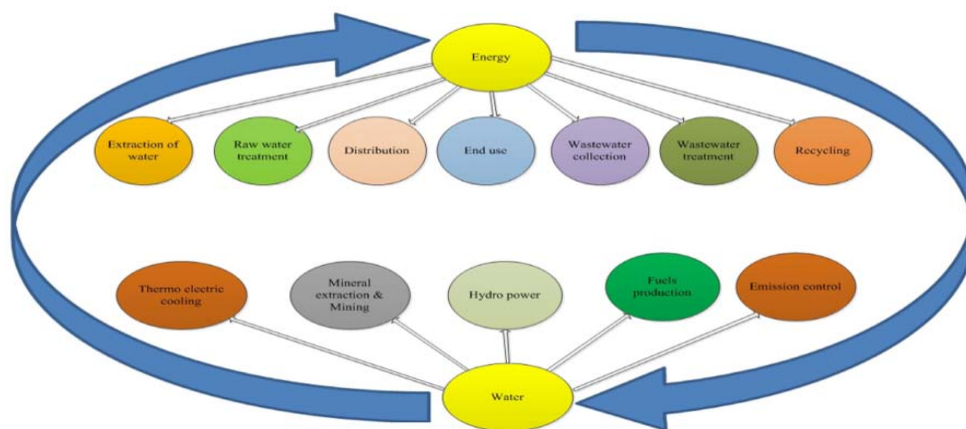 Energy
Extraction of
water
Raw water
treatment
Distribution
End use
Wastewater
collection
Wastewater
treatment
Recycling
Thermo electric
cooling
Mineral
extraction &
Mining
Hydro power
Fuels
production
Emission control
Water